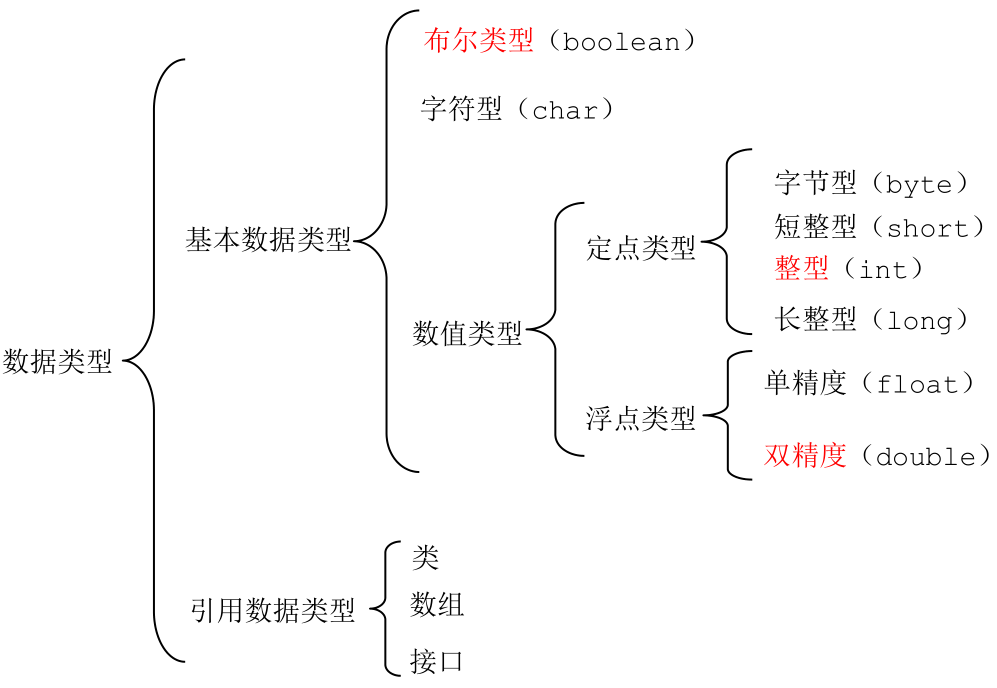 数据类型
基本数据类型
布尔类型（boolean）
字符型（char）
数值类型
定点类型
字节型（byte）
短整型（short）
整型（int）
长整型（long）
浮点类型
单精度（float）
双精度（double）
引用数据类型
类
数组
接口